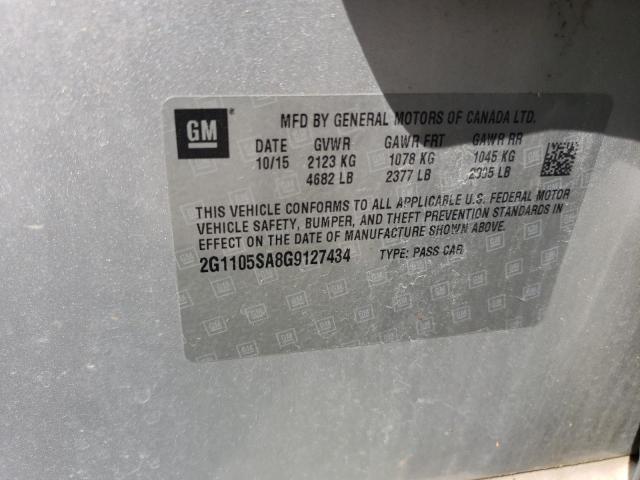 GM
MFD BY GENERAL MOTORS OF CANADA LTD.
DATE GVWR GAWR FRT GAWR RR
10/15 2123 KG 1078 KG 1045 KG
4682 LB 2377 LB 2305 LB
THIS VEHICLE CONFORMS TO ALL APPLICABLE U.S. FEDERAL MOTOR
VEHICLE SAFETY, BUMPER, AND THEFT PREVENTION STANDARDS IN
EFFECT ON THE DATE OF MANUFACTURE SHOWN ABOVE.
2G1105SA8G9127434 TYPE: PASS CAR